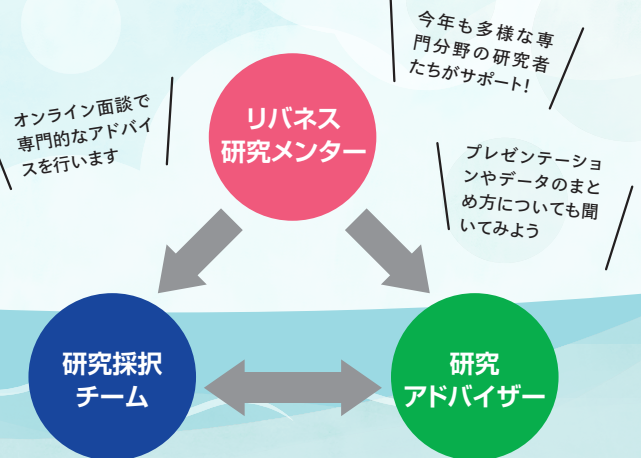 今年も多様な専
門分野の研究者
たちがサポート!
オンライン面談で
専門的なアドバイ
スを行います
リバネス
研究メンター
プレゼンテーショ
ンやデータのまと
め方についても聞
いてみよう
研究採択
チーム
研究
アドバイザー